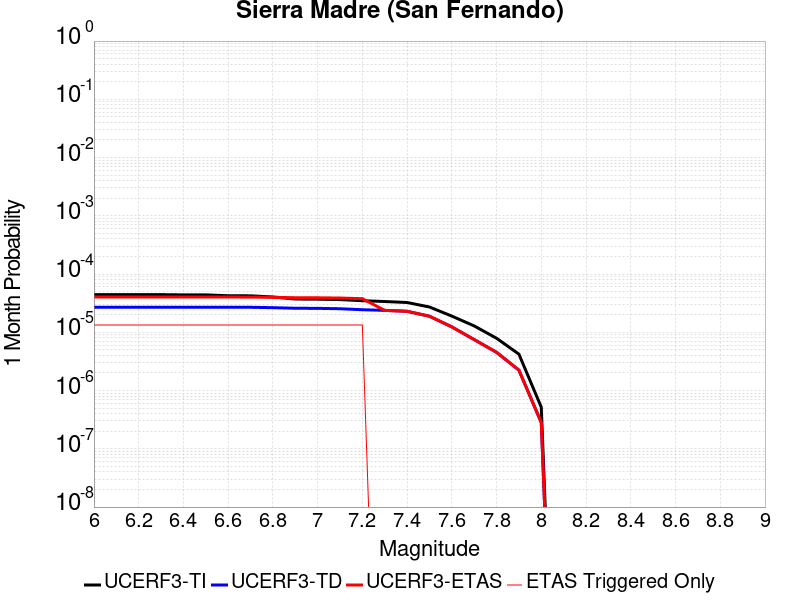 Sierra Madre (San Fernando)
10^0
10^-1
10^-2
10^-3
10^-4
10^-5
10^-6
10^-7
10^-8
1 Month Probability
6 6.2 6.4 6.6 6.8 7 7.2 7.4 7.6 7.8 8 8.2 8.4 8.6 8.8 9
Magnitude
UCERF3-TI UCERF3-TD UCERF3-ETAS ETAS Triggered Only